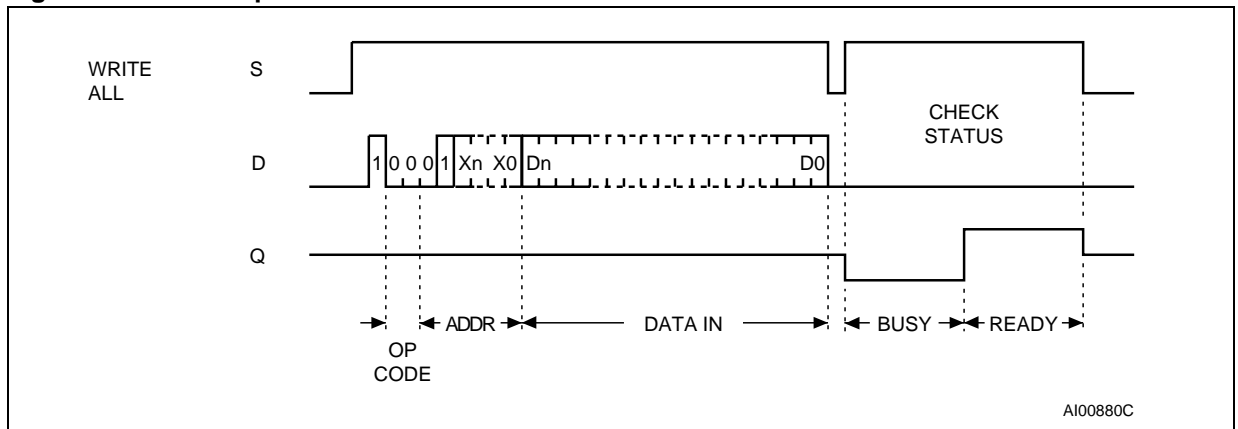 WRITE
ALL
S
CHECK
STATUS
D
1 0 0 0 1 Xn X0 Dn D0
Q
ADDR DATA IN BUSY READY
OP
CODE
AI00880C